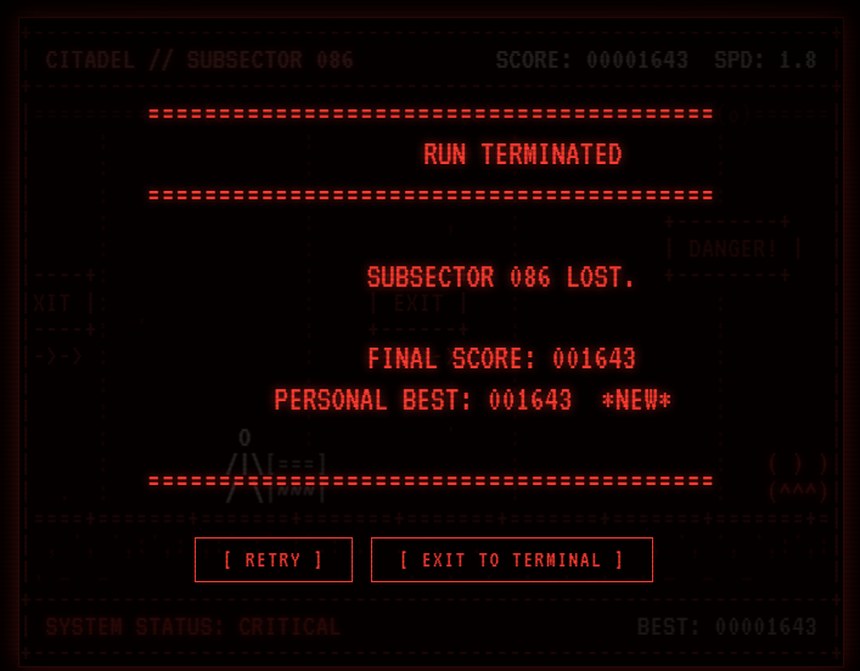 CITADEL // SUBSECTOR 086
SCORE: 00001643 SPD: 1.8
RUN TERMINATED
DANGER!
SUBSECTOR 086 LOST.
XIT
EXIT
FINAL SCORE: 001643
PERSONAL BEST: 001643 *NEW*
[ RETRY ]
[ EXIT TO TERMINAL ]
SYSTEM STATUS: CRITICAL
BEST: 00001643